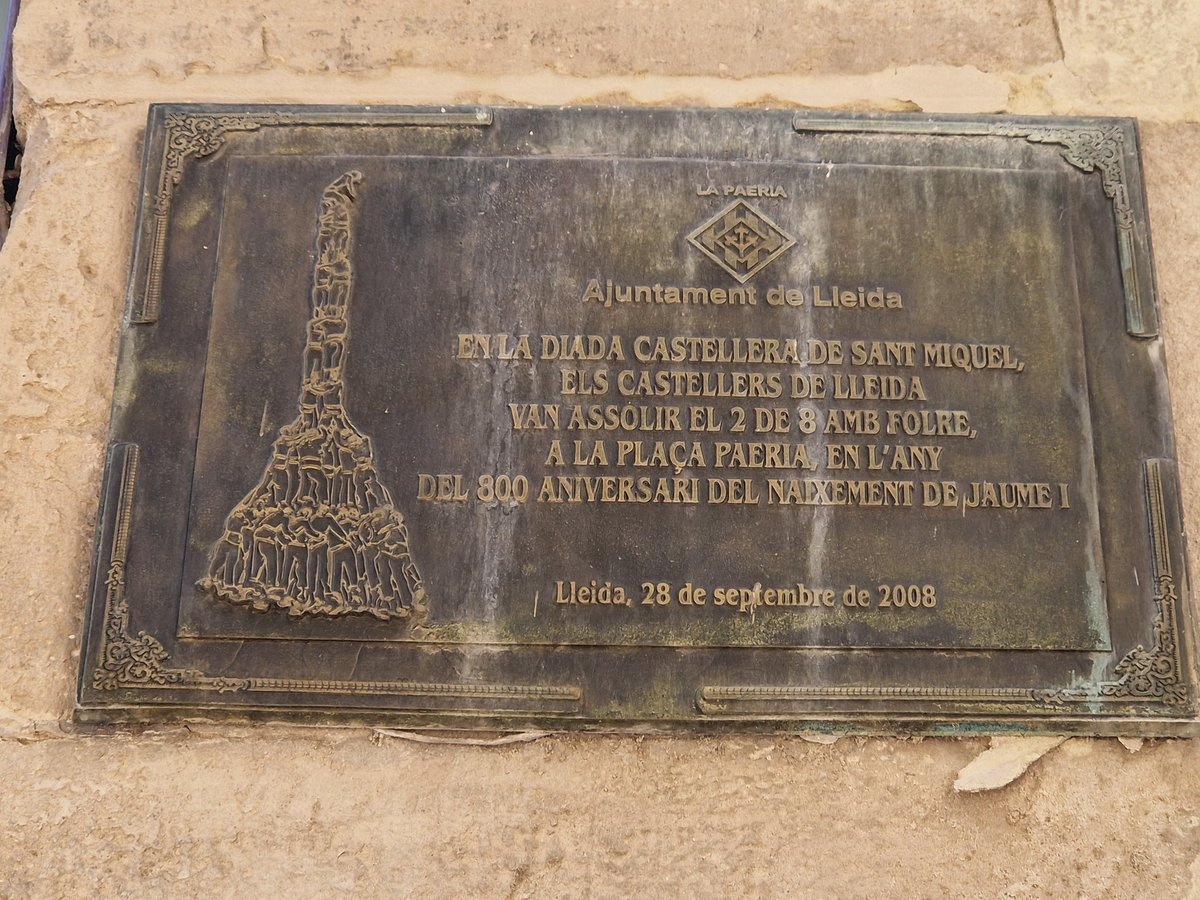 LA PAERIA
Ajuntament de Lleida
EN LA DIADA CASTELLERA DE SANT MIQUEL,
ELS CASTELLERS DE LLEIDA
VAN ASSOLIR EL 2 DE 8 AMB FOLRE,
A LA PLAÇA PAERIA, EN L'ANY
DEL 800 ANIVERSARI DEL NAIXEMENT DE JAUME I
Lleida, 28 de septembre de 2008